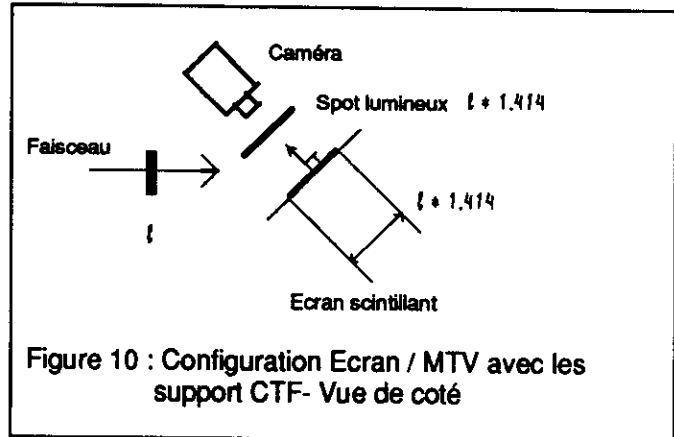 Caméra
Spot lumineux ℓ * 1.414
Faisceau
ℓ * 1.414
ℓ
Ecran scintillant
Figure 10 : Configuration Ecran / MTV avec les
support CTF- Vue de coté